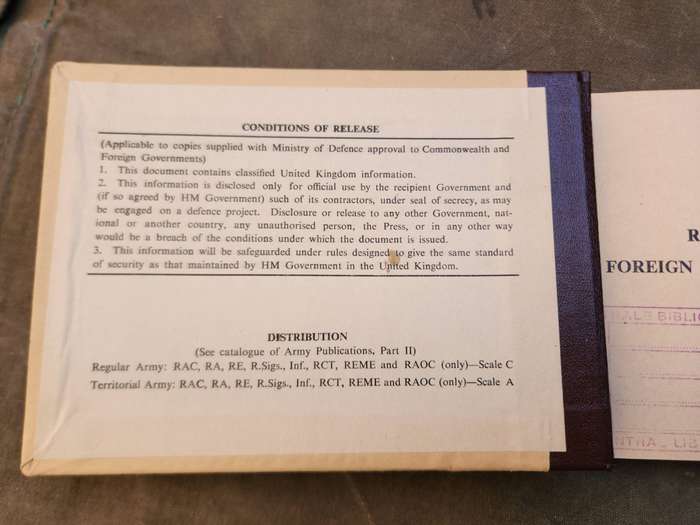 CONDITIONS OF RELEASE
(Applicable to copies supplied with Ministry of Defence approval to Commonwealth and
Foreign Governments)
1. This document contains classified United Kingdom information.
2. This information is disclosed only for official use by the recipient Government and
(if so agreed by HM Government) such of its contractors, under seal of secrecy, as may
be engaged on a defence project. Disclosure or release to any other Government, nat-
ional or another country, any unauthorised person, the Press, or in any other way
would be a breach of the conditions under which the document is issued.
3. This information will be safeguarded under rules designed to give the same standard
of security as that maintained by HM Government in the United Kingdom.
DISTRIBUTION
(See catalogue of Army Publications, Part II)
Regular Army: RAC, RA, RE, R.Sigs., Inf., RCT, REME and RAOC (only)—Scale C
Territorial Army: RAC, RA, RE, R.Sigs., Inf., RCT, REME and RAOC (only)—Scale A
R
FOREIGN